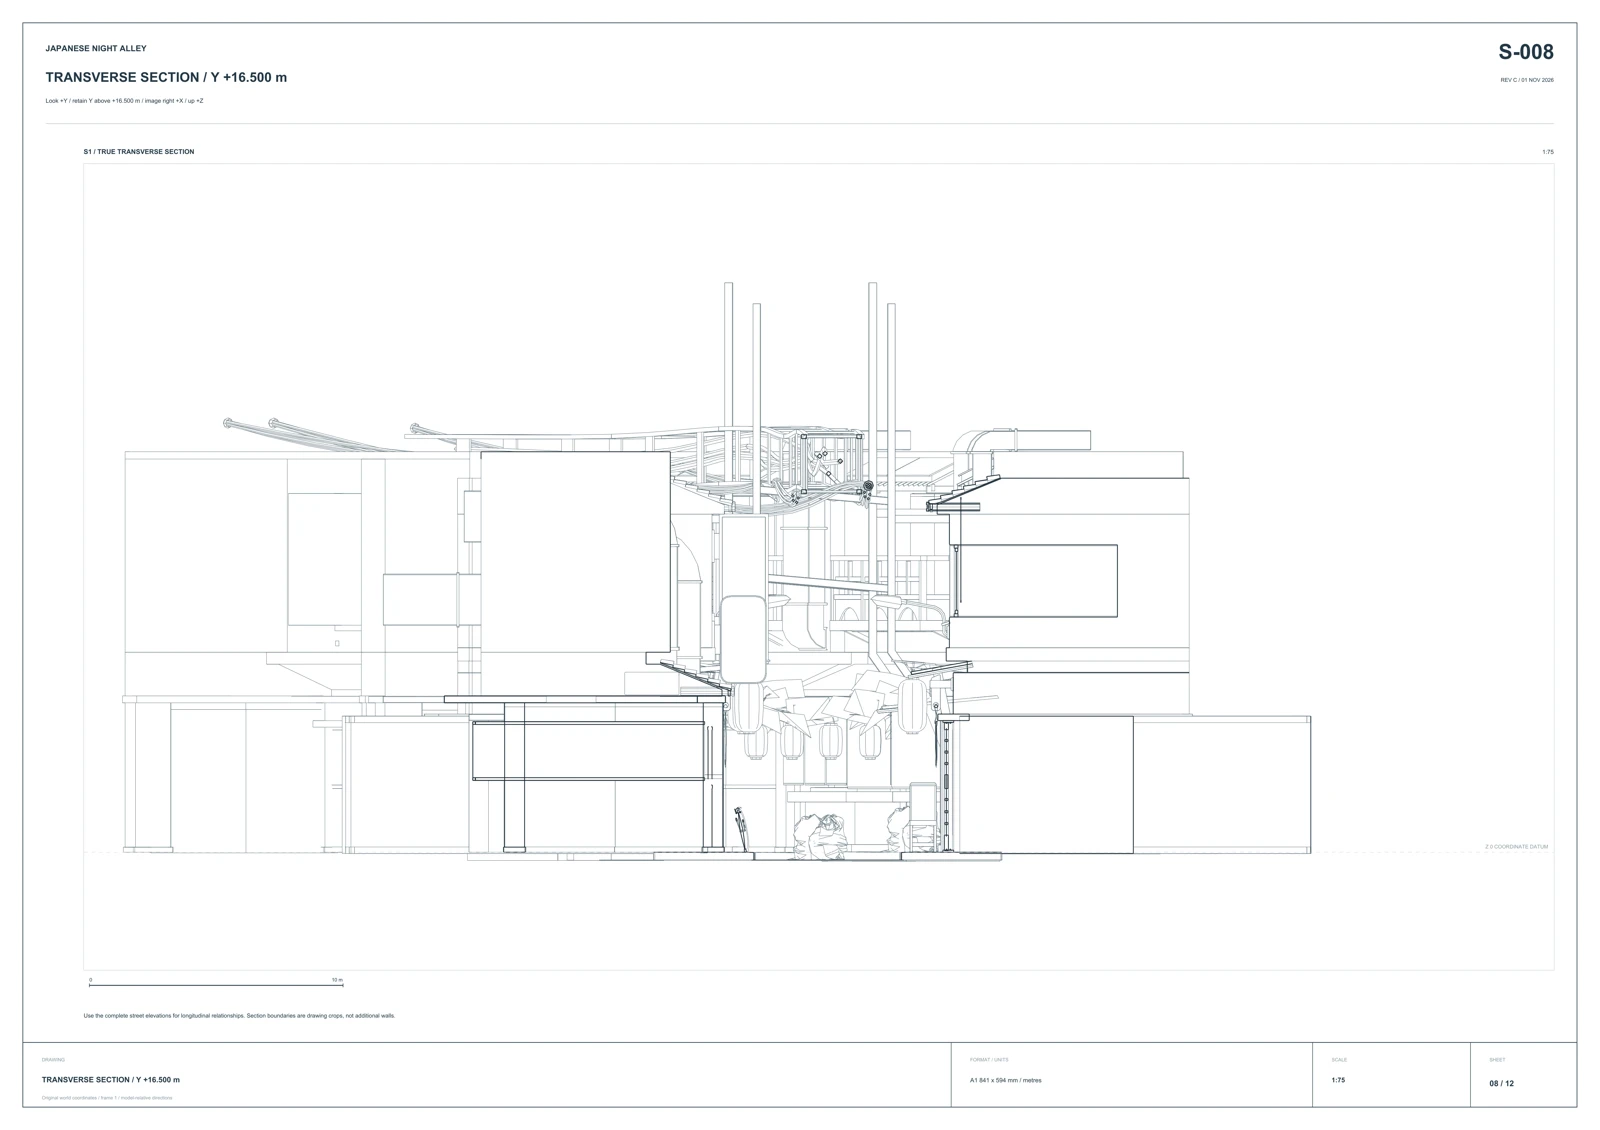 JAPANESE NIGHT ALLEY
S-008
TRANSVERSE SECTION / Y +16.500 m
REV C / 01 NOV 2026
Look +Y / retain Y above +16.500 m / image right +X / up +Z
S1 / TRUE TRANSVERSE SECTION
1:75
Z.0 COORDINATE DATUM
0
10 m
Use the complete street elevations for longitudinal relationships. Section boundaries are drawing crops, not additional walls.
DRAWING
FORMAT / UNITS
SCALE
SHEET
TRANSVERSE SECTION / Y +16.500 m
A1 841 x 594 mm / metres
1:75
08 / 12
Original world coordinates / frame 1 / model-relative directions